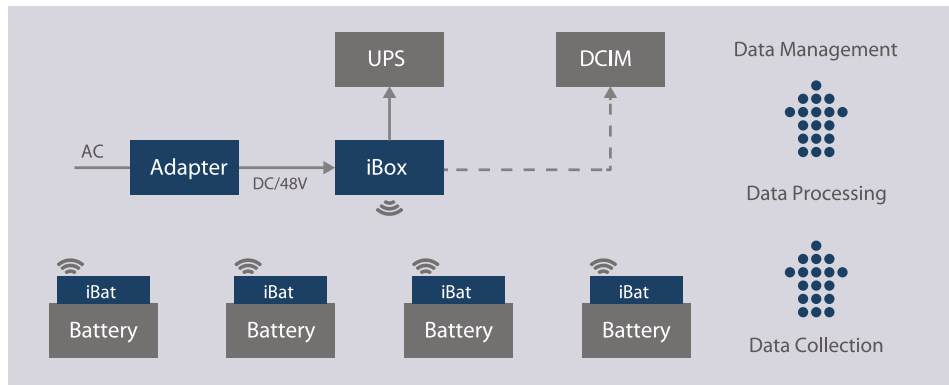 UPS
DCIM
Data Management
AC
Adapter
DC/48V
iBox
Data Processing
iBat
iBat
iBat
iBat
Battery
Battery
Battery
Battery
Data Collection